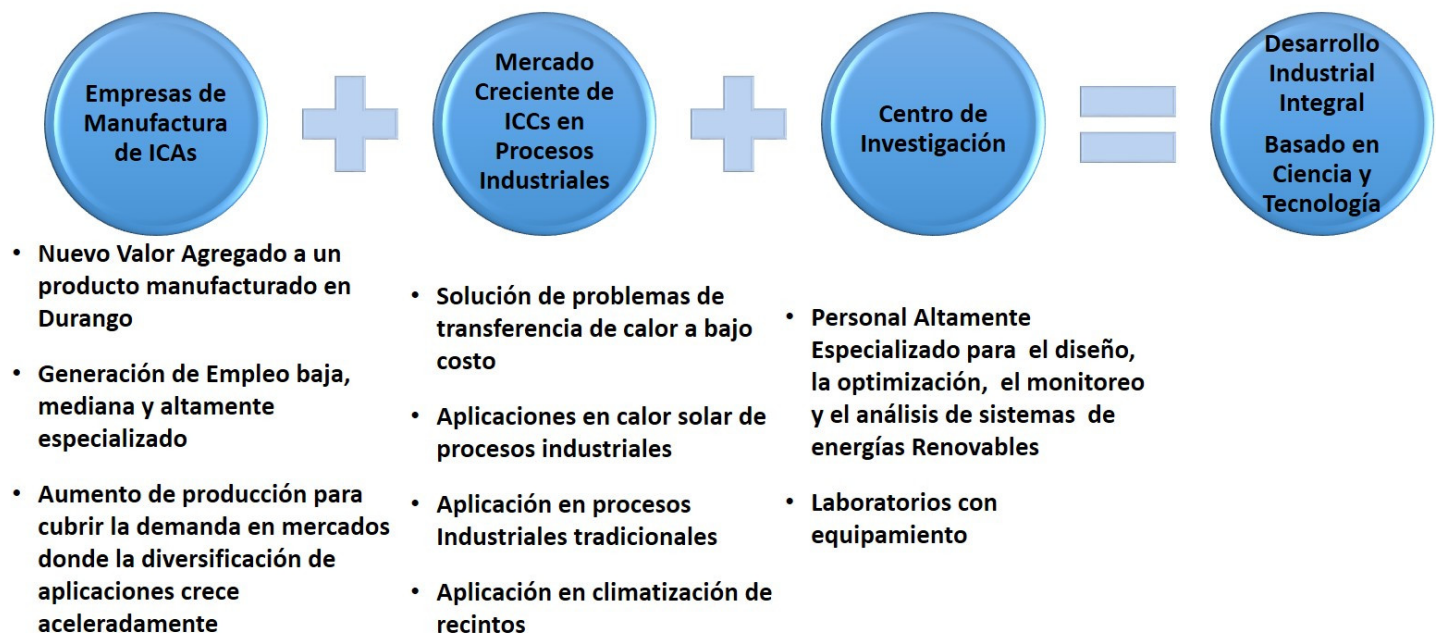 Empresas de
Manufactura
de ICAs
Mercado
Creciente de
ICCs en
Procesos
Industriales
Centro de
Investigación
Desarrollo
Industrial
Integral
Basado en
Ciencia y
Tecnología
• Nuevo Valor Agregado a un
producto manufacturado en
Durango
• Generación de Empleo baja,
mediana y altamente
especializado
• Aumento de producción para
cubrir la demanda en mercados
donde la diversificación de
aplicaciones crece
aceleradamente
• Solución de problemas de
transferencia de calor a bajo
costo
• Aplicaciones en calor solar de
procesos industriales
• Aplicación en procesos
Industriales tradicionales
• Aplicación en climatización de
recintos
• Personal Altamente
Especializado para el diseño,
la optimización, el monitoreo
y el análisis de sistemas de
energías Renovables
• Laboratorios con
equipamiento